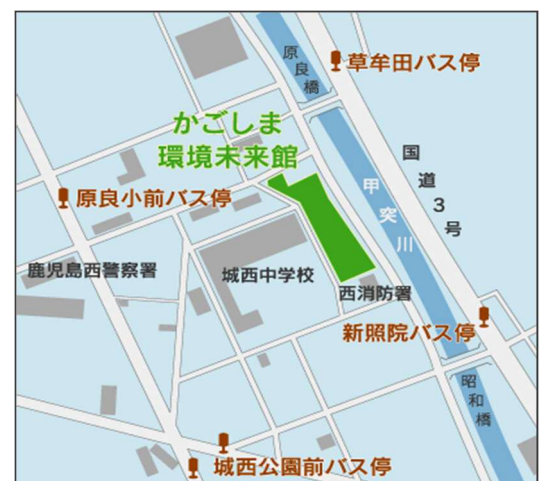 原良橋
草牟田バス停
かごしま
環境未来館
国道3号
甲突川
原良小前バス停
鹿児島西警察署
城西中学校
西消防署
新照院バス停
昭和橋
城西公園前バス停